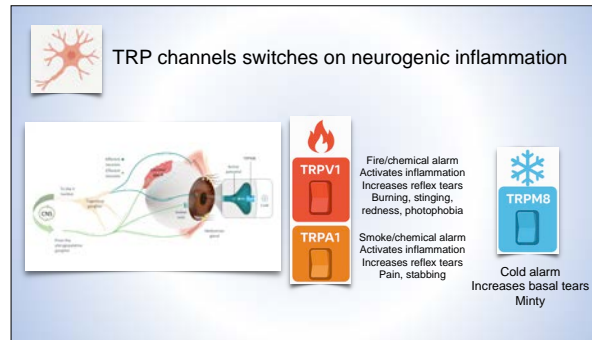 TRP channels switches on neurogenic inflammation
CNS
TRPV1
Fire/chemical alarm
Activates inflammation
Increases reflex tears
Burning, stinging,
redness, photophobia
TRPA1
Smoke/chemical alarm
Activates inflammation
Increases reflex tears
Pain, stabbing
TRPM8
Cold alarm
Increases basal tears
Minty